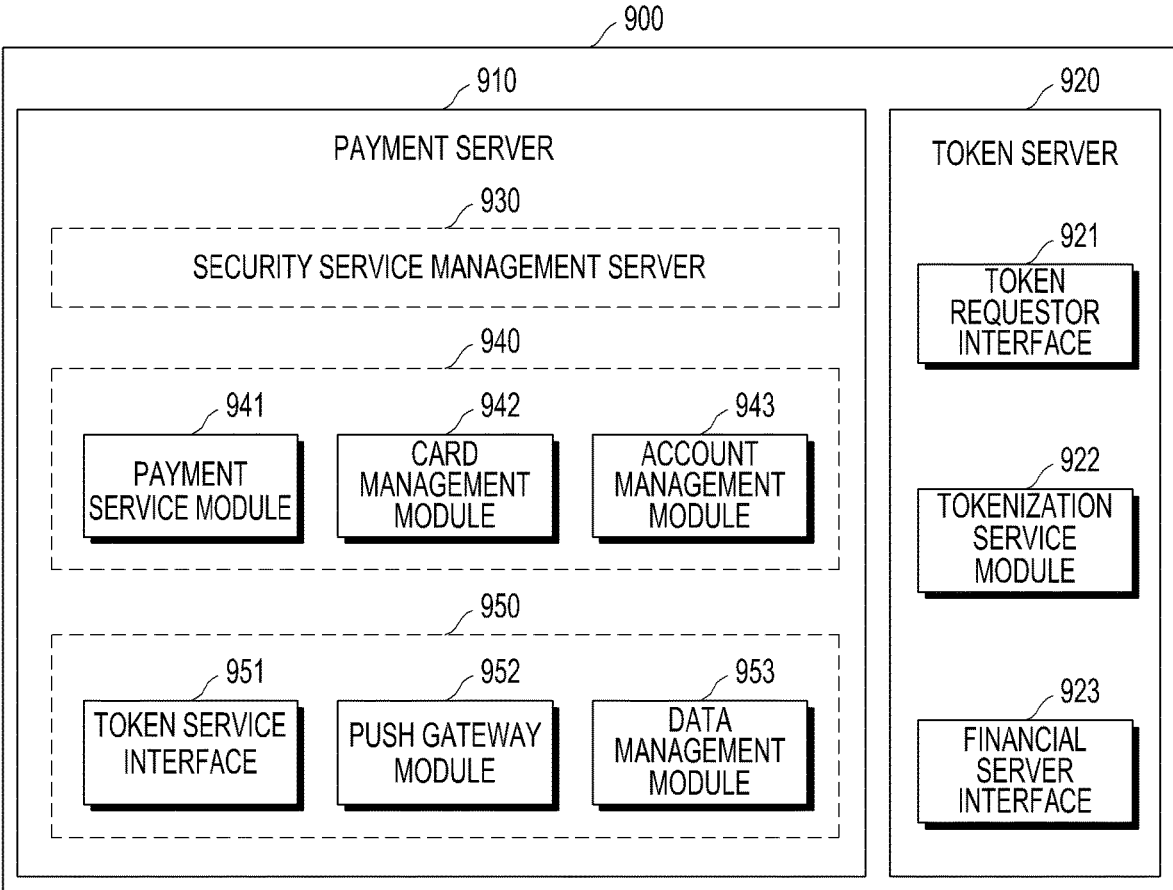 900
910
PAYMENT SERVER
930
SECURITY SERVICE MANAGEMENT SERVER
940
941
PAYMENT
SERVICE MODULE
942
CARD
MANAGEMENT
MODULE
943
ACCOUNT
MANAGEMENT
MODULE
950
951
TOKEN SERVICE
INTERFACE
952
PUSH GATEWAY
MODULE
953
DATA
MANAGEMENT
MODULE
920
TOKEN SERVER
921
TOKEN
REQUESTOR
INTERFACE
922
TOKENIZATION
SERVICE
MODULE
923
FINANCIAL
SERVER
INTERFACE